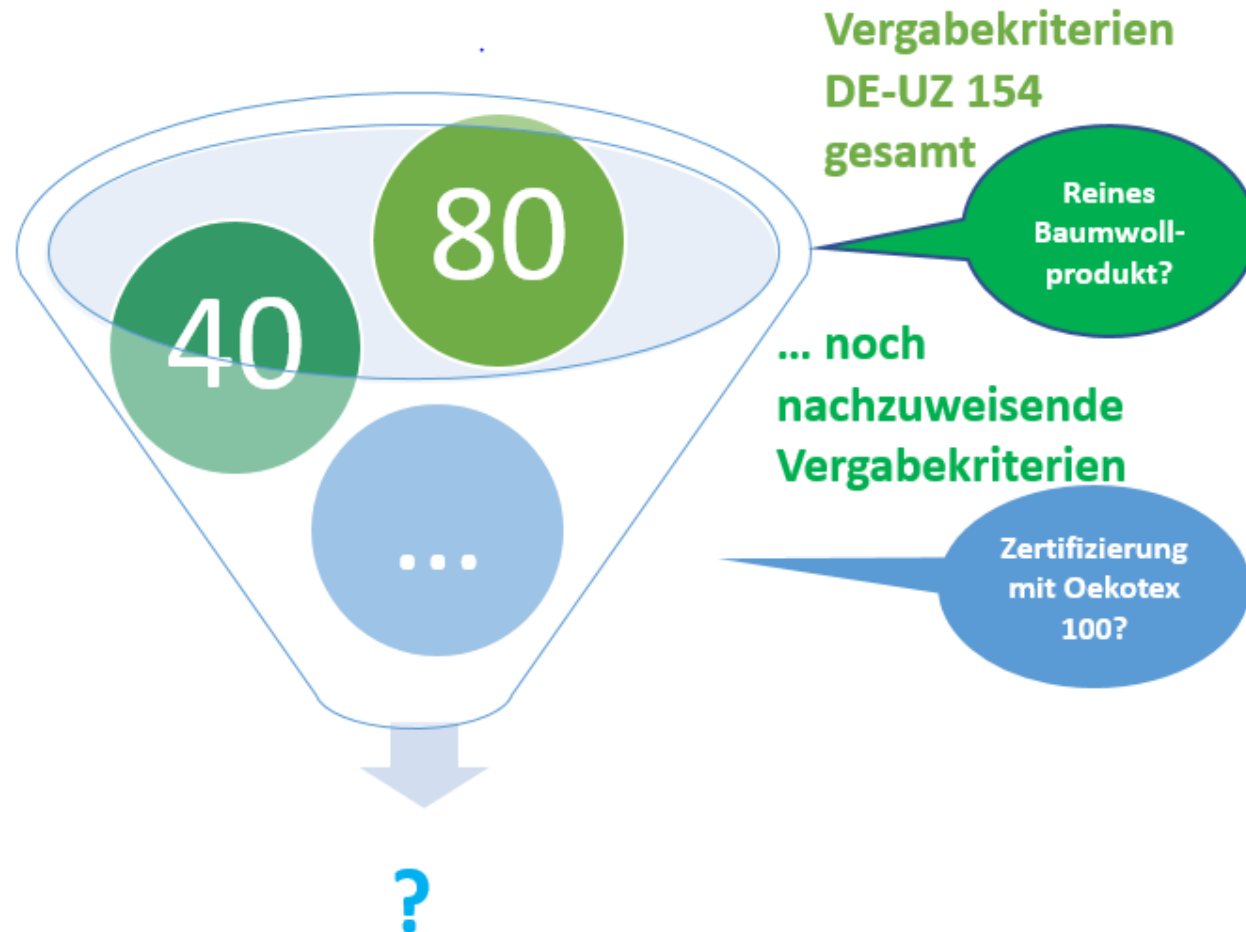 Vergabekriterien
DE-UZ 154
gesamt
Reines
Baumwoll-
produkt?
80
40
... noch
nachzuweisende
Vergabekriterien
...
Zertifizierung
mit Oekotex
100?
?